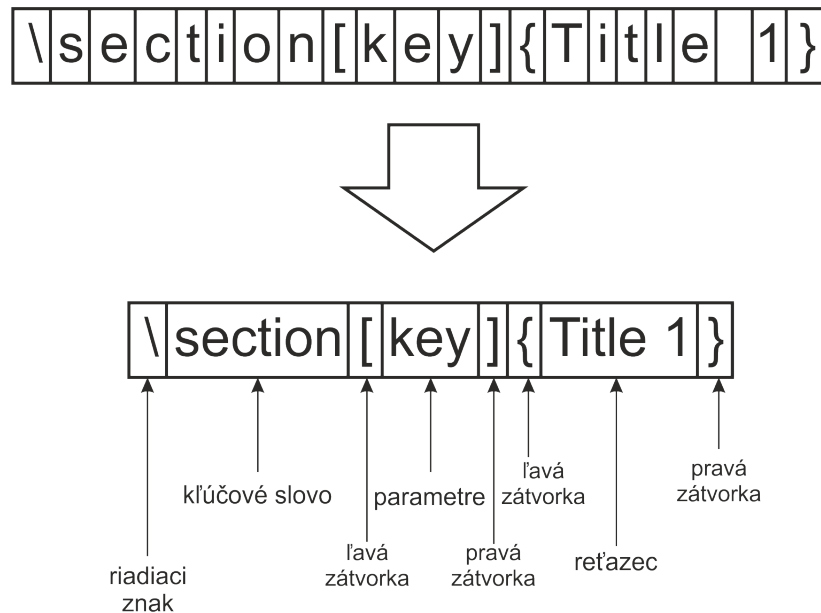 \section[key]{Title 1}
\section[key]{Title 1}
kľúčové slovo
parametre
ľavá
zátvorka
pravá
zátvorka
riadiaci
znak
ľavá
zátvorka
pravá
zátvorka
reťazec